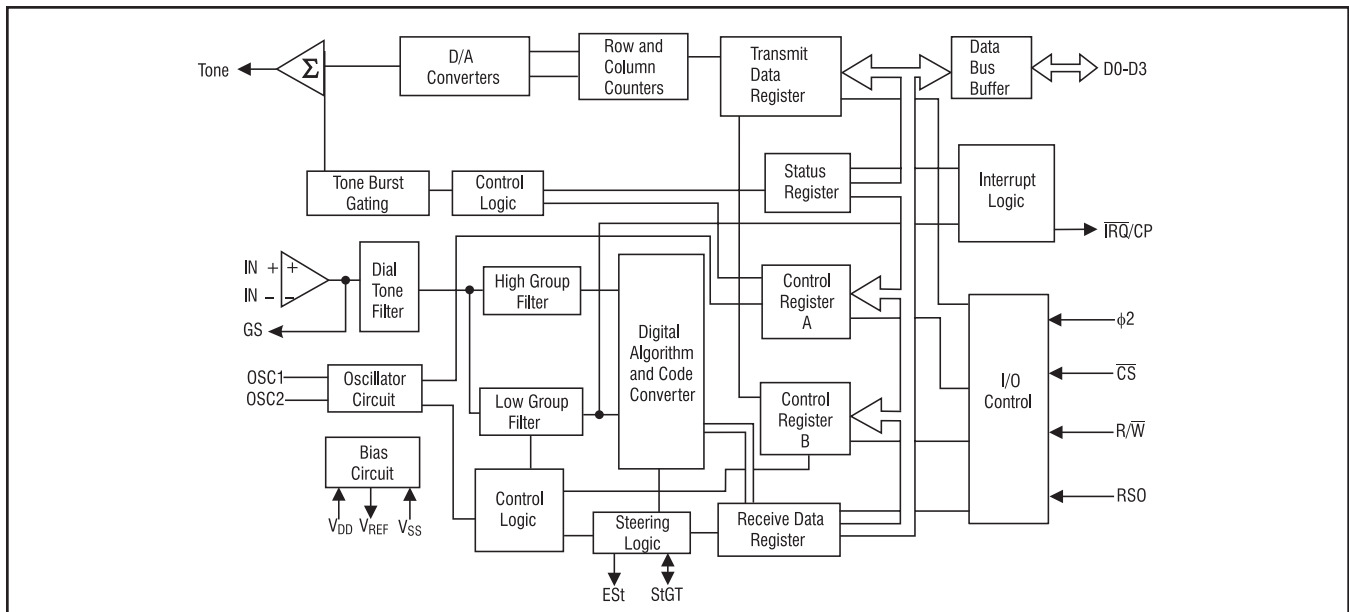 Tone
Σ
D/A
Converters
Row and
Column
Counters
Transmit
Data
Register
Data
Bus
Buffer
D0-D3
Tone Burst
Gating
Control
Logic
Status
Register
Interrupt
Logic
IRQ/CP
IN + +
IN – –
GS
Dial
Tone
Filter
High Group
Filter
Digital
Algorithm
and Code
Converter
Control
Register
A
I/O
Control
ϕ2
CS
R/W
RSO
OSC1
OSC2
Oscillator
Circuit
Low Group
Filter
Control
Register
B
Bias
Circuit
VDD VREF VSS
Control
Logic
Steering
Logic
Receive Data
Register
ESt StGT